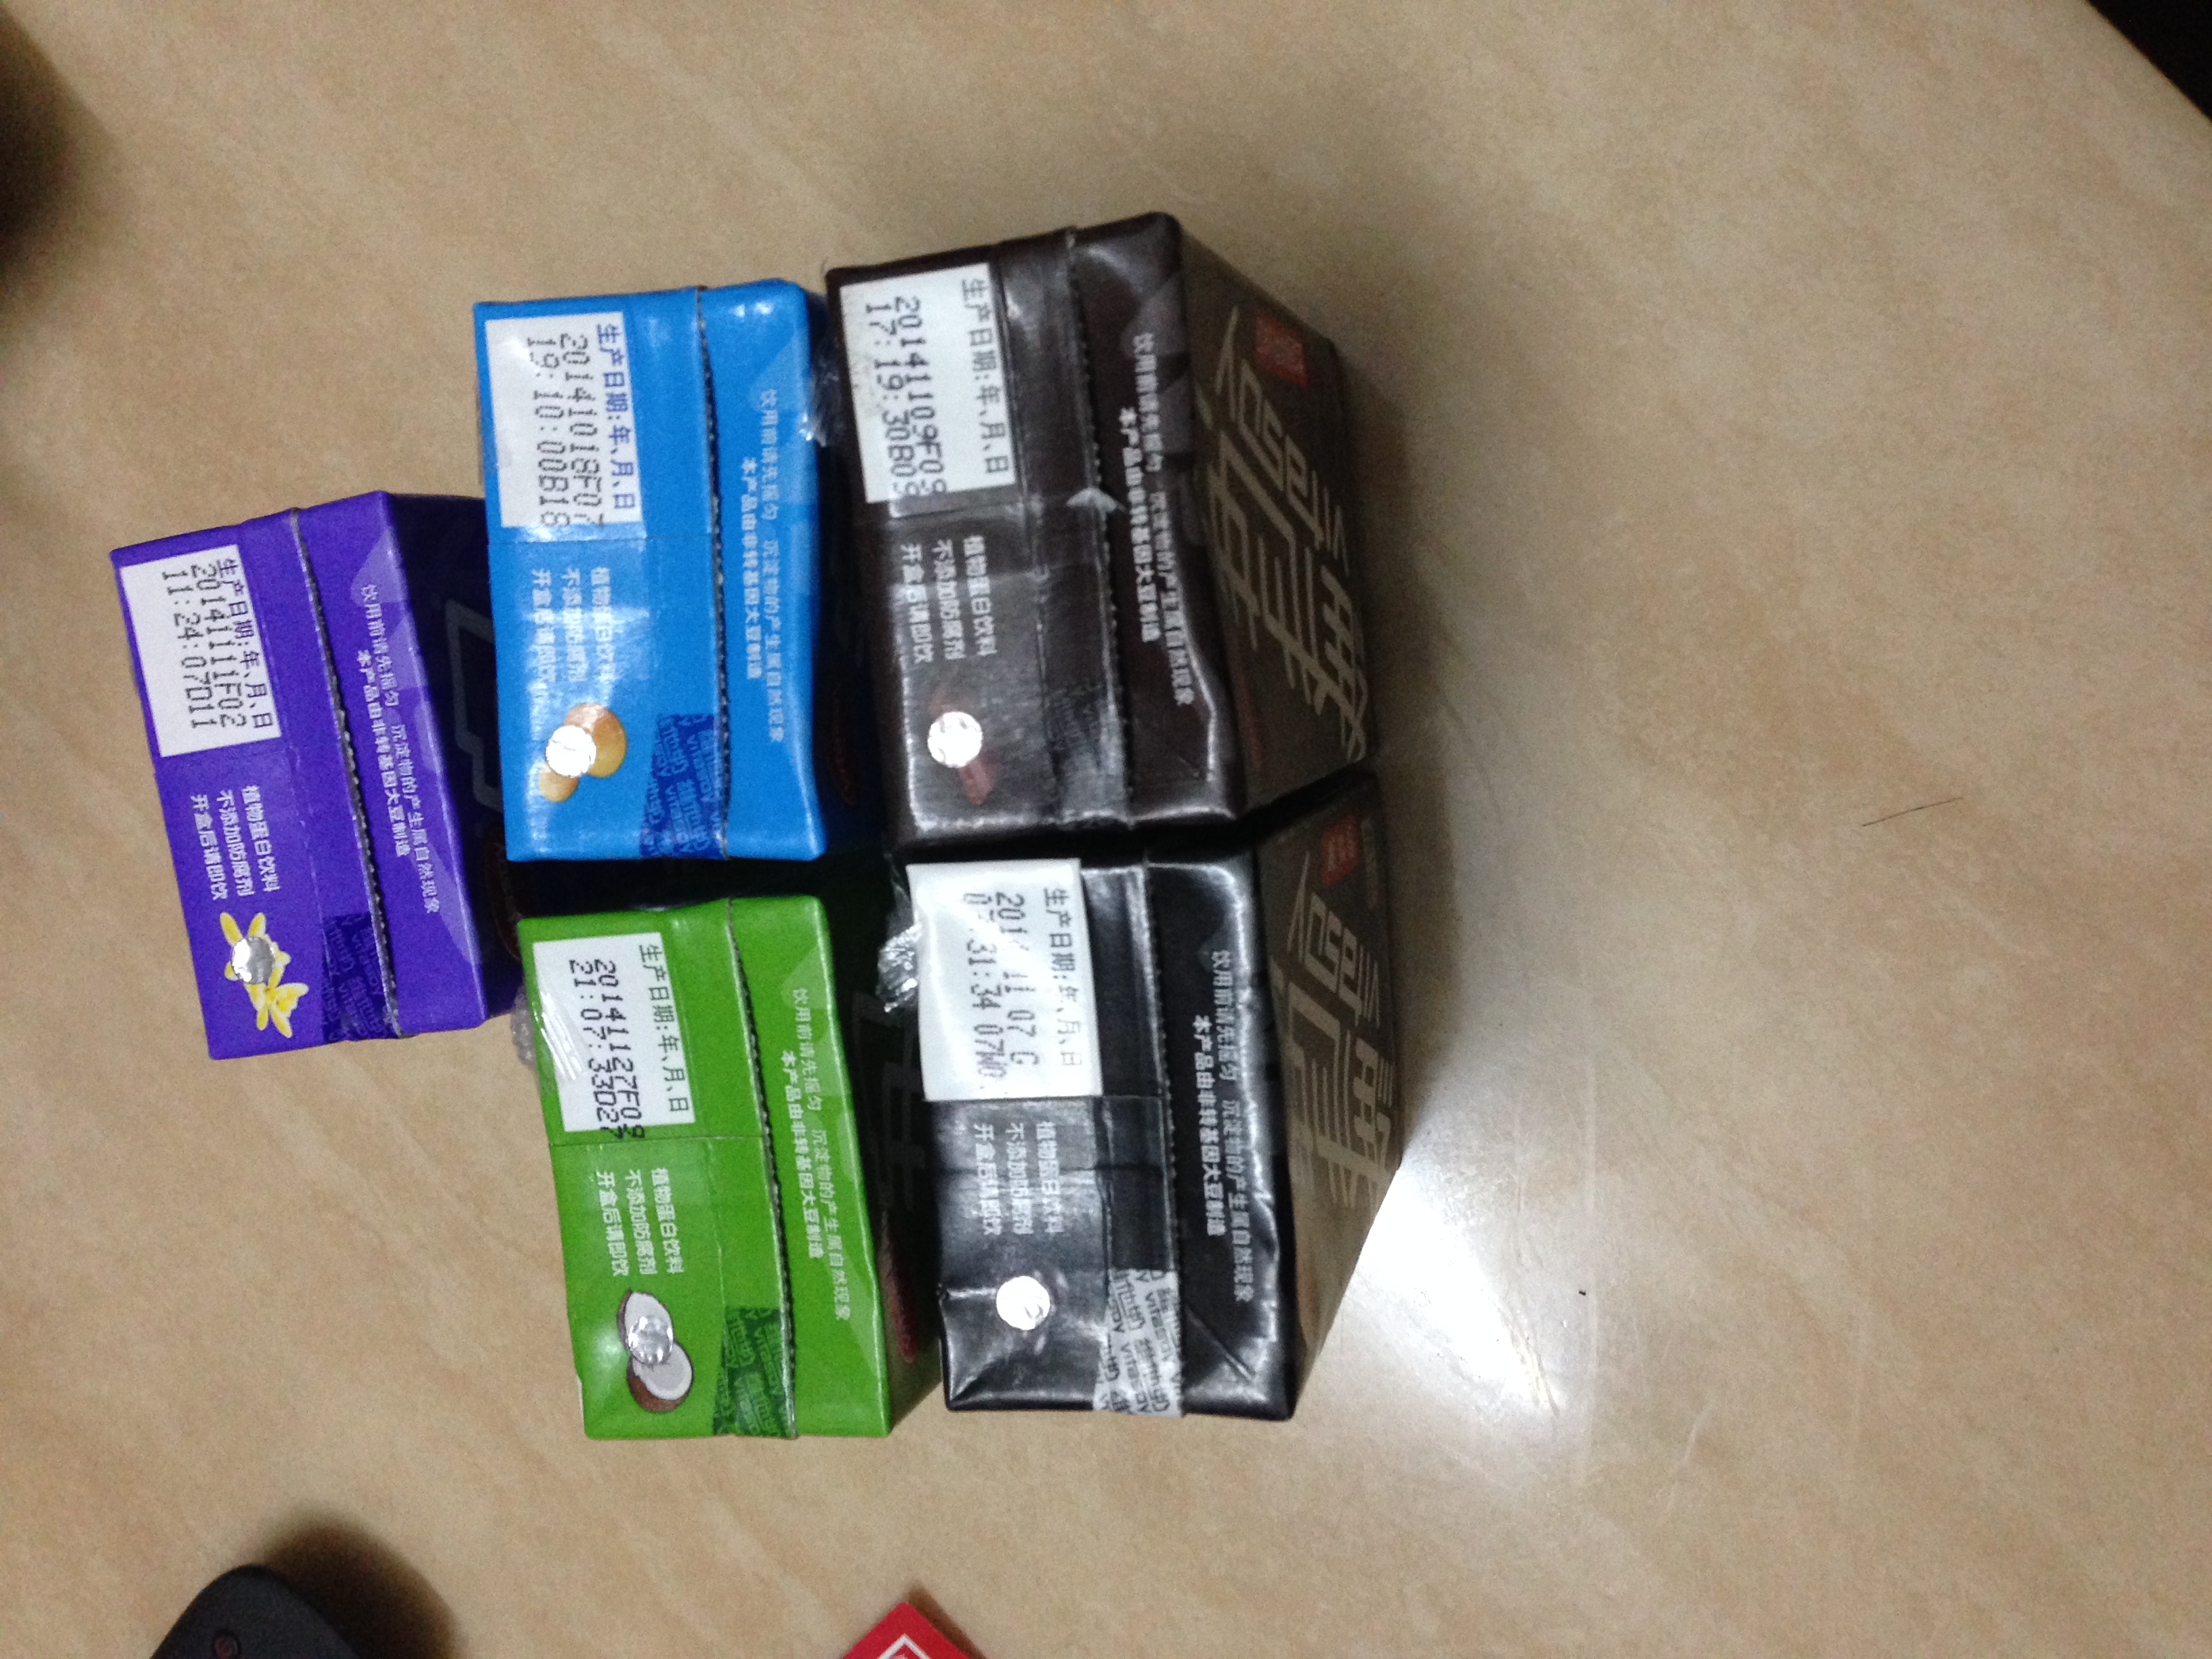 生产日期:年、月、日
20141111F02
11:24:07D11
植物蛋白饮料
不添加防腐剂
开盒后请即饮
本产品由非转基因大豆制造
饮用前请先摇匀 沉淀物的产生属自然现象
生产日期:年、月、日
20141127F09
21:07:33D27
植物蛋白饮料
不添加防腐剂
开盒后请即饮
本产品由非转基因大豆制造
饮用前请先摇匀 沉淀物的产生属自然现象
生产日期:年、月、日
20141018F07
19:10:00B18
植物蛋白饮料
不添加防腐剂
开盒后请即饮
本产品由非转基因大豆制造
饮用前请先摇匀 沉淀物的产生属自然现象
生产日期:年、月、日
植物蛋白饮料
不添加防腐剂
开盒后请即饮
维他奶
vitasoy
本产品由非转基因大豆制造
饮用前请先摇匀 沉淀物的产生属自然现象
维他奶
vitasoy
生产日期:年、月、日
20141109F09
17:19:30B09
植物蛋白饮料
不添加防腐剂
开盒后请即饮
本产品由非转基因大豆制造
饮用前请先摇匀 沉淀物的产生属自然现象
维他奶
vitasoy